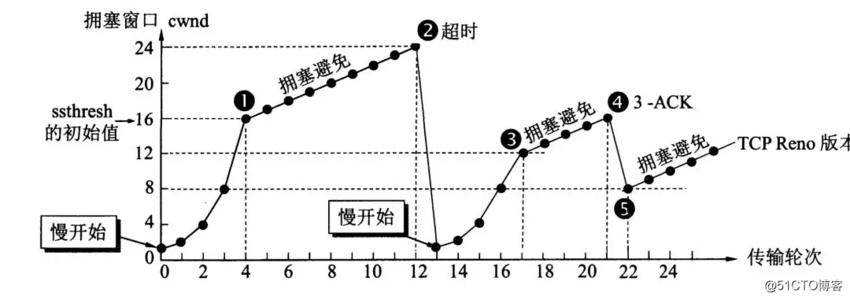 拥塞窗口 cwnd
❷超时
24
20
ssthresh
的初始值
16
12
8
4
0
❶
拥塞避免
慢开始
慢开始
❸
拥塞避免
❹
3 -ACK
拥塞避免
❺
TCP Reno 版本
0 2 4 6 8 10 12 14 16 18 20 22 24
传输轮次
@51CTO博客